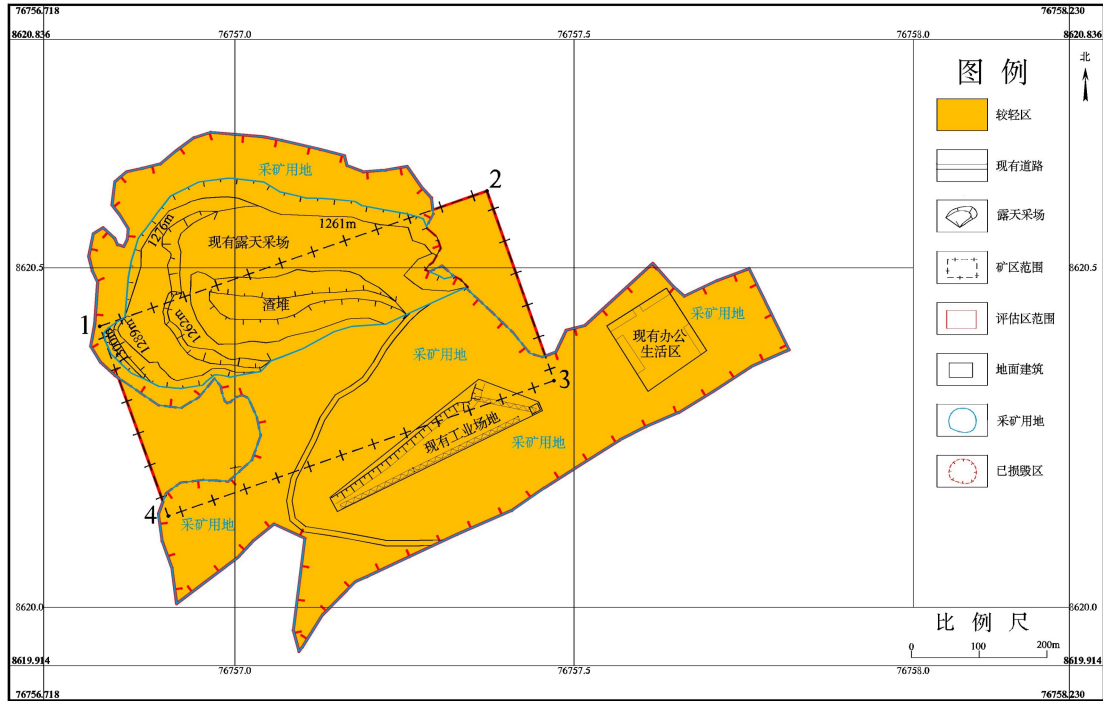 76756.718
76758.230
8620.836
76757.0
76757.5
76758.0
8620.836
图 例
北
较轻区
现有道路
露天采场
矿区范围
评估区范围
地面建筑
采矿用地
已损毁区
采矿用地
2
1276m
1261m
现有露天采场
8620.5
8620.5
渣堆
1
1300m
1289m
1262m
采矿用地
采矿用地
现有办公
生活区
3
现有工业场地
采矿用地
4
采矿用地
8620.0
8620.0
比 例 尺
0
100
200m
8619.914
8619.914
76756.718
76757.0
76757.5
76758.0
76758.230